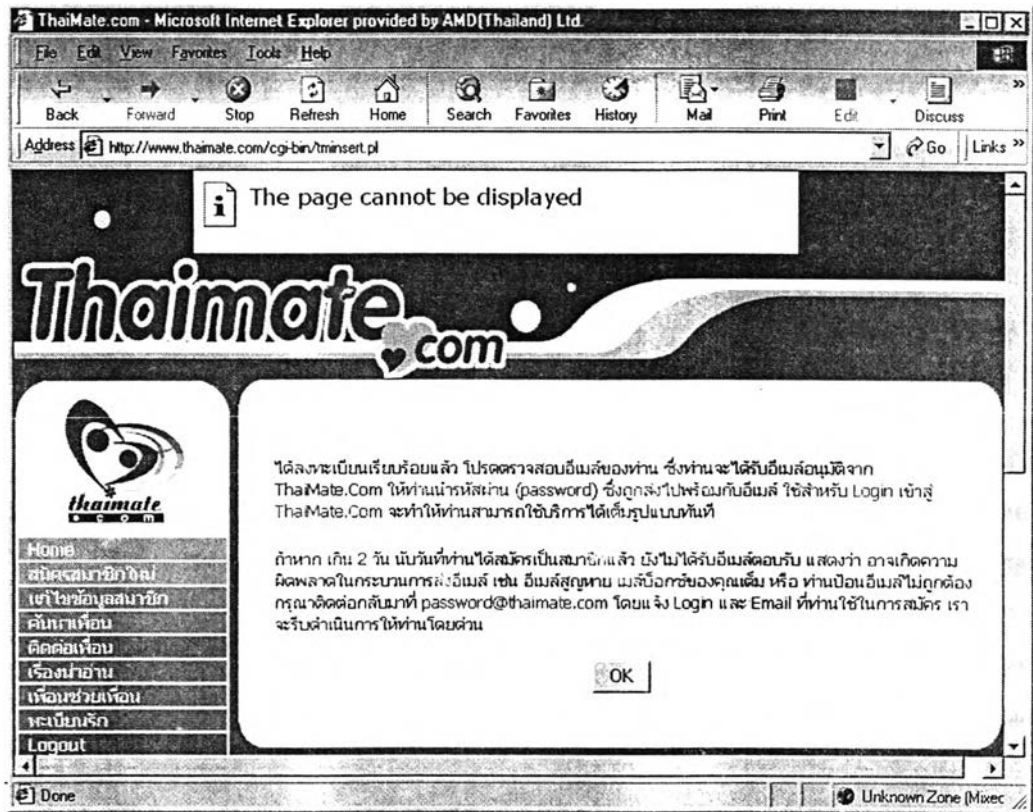 ThaiMate.com - Microsoft Internet Explorer provided by AMD(Thailand) Ltd.
File Edit View Favorites Tools Help
Back Forward Stop Refresh Home Search Favorites History Mail Print Edit Discuss
Address http://www.thaimate.com/cgi-bin/tminsert.pl Go Links
The page cannot be displayed
Thaimate.com
thaimate
com
ได้ลงทะเบียนเรียบร้อยแล้ว โปรดตรวจสอบอีเมล์ของท่าน ซึ่งท่านจะได้รับอีเมล์อนุมัติจาก
ThaiMate.Com ให้ท่านนำรหัสผ่าน (password) ซึ่งถูกส่งไปพร้อมกับอีเมล์ ใช้สำหรับ Login เข้าสู่
ThaiMate.Com จะทำให้ท่านสามารถใช้บริการได้เต็มรูปแบบทันที
ถ้าหาก เกิน 2 วัน นับวันที่ท่านได้สมัครเป็นสมาชิกแล้ว ยังไม่ได้รับอีเมล์ตอบรับ แสดงว่า อาจเกิดความ
ผิดพลาดในกระบวนการส่งอีเมล์ เช่น อีเมล์สูญหาย เมล์บ็อกซ์ของคุณเต็ม หรือ ท่านป้อนอีเมล์ไม่ถูกต้อง
กรุณาติดต่อกลับมาที่ password@thaimate.com โดยแจ้ง Login และ Email ที่ท่านใช้ในการสมัคร เรา
จะรีบดำเนินการให้ท่านโดยด่วน
OK
Home
สมัครสมาชิกใหม่
แก้ไขข้อมูลสมาชิก
ค้นหาเพื่อน
ติดต่อเพื่อน
เรื่องน่าอ่าน
เพื่อนช่วยเพื่อน
ทะเบียนรัก
Logout
Done Unknown Zone (Mixec